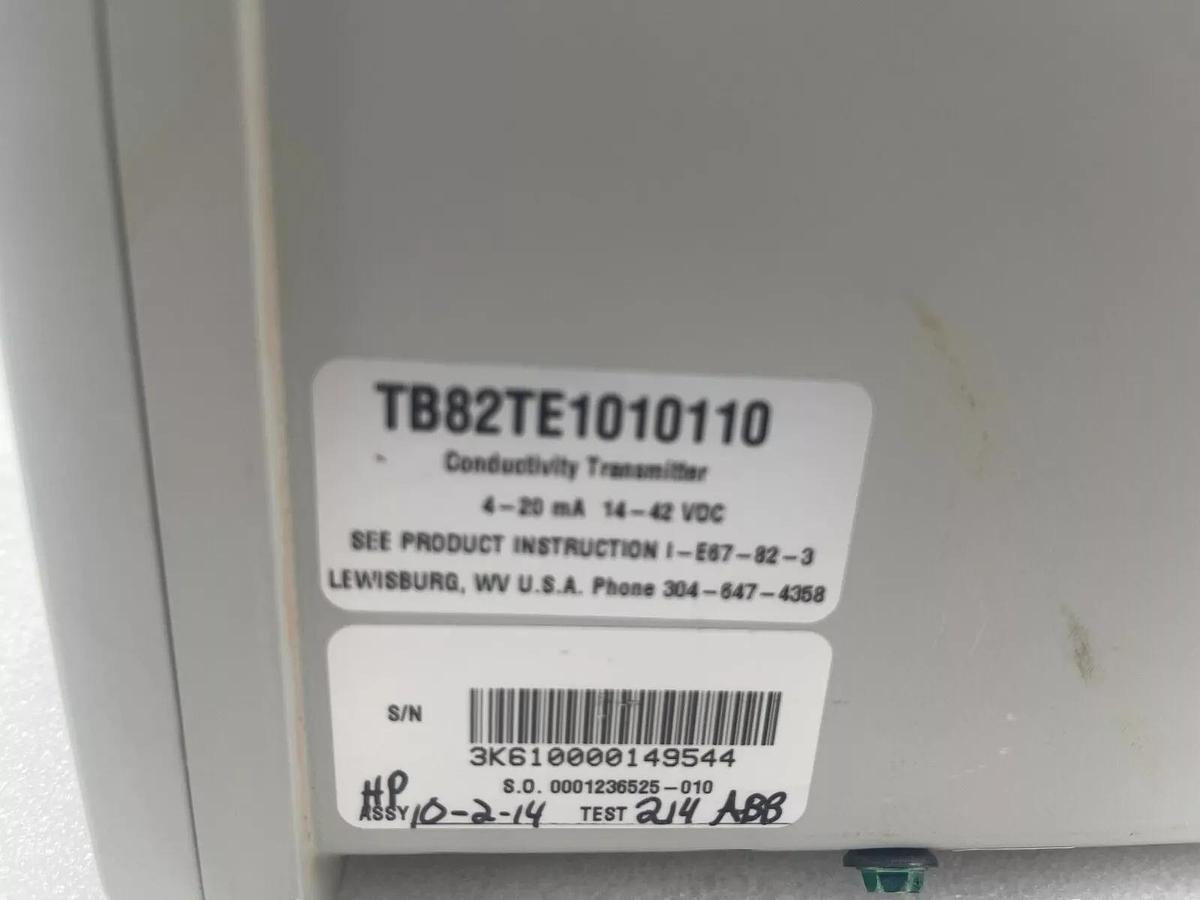 TB82TE1010110
Conductivity Transmitter
4-20 mA 14-42 VDC
SEE PRODUCT INSTRUCTION I-E67-82-3
LEWISBURG, WV U.S.A. Phone 304-647-4358
S/N
3K610000149544
S.O. 0001236525-010
HP
ASSY 10-2-14 TEST 214 ABB